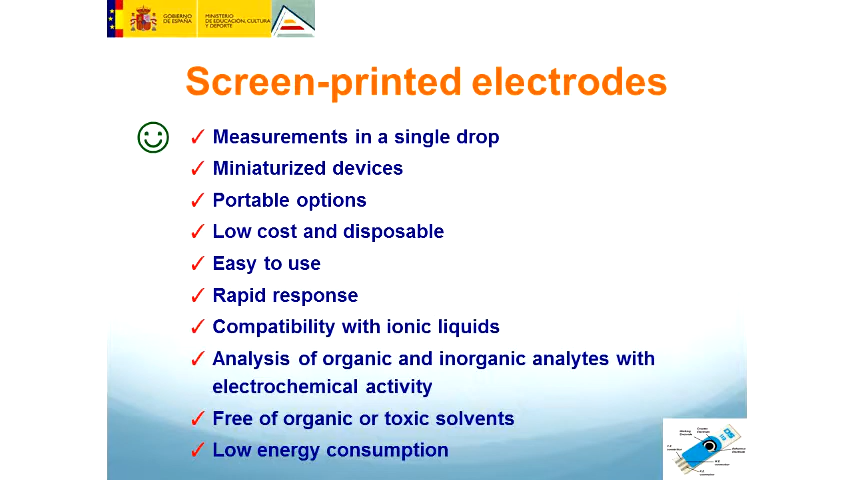 GOBIERNO
DE ESPAÑA
MINISTERIO
DE EDUCACIÓN, CULTURA
Y DEPORTE
Screen-printed electrodes
✓ Measurements in a single drop
✓ Miniaturized devices
✓ Portable options
✓ Low cost and disposable
✓ Easy to use
✓ Rapid response
✓ Compatibility with ionic liquids
✓ Analysis of organic and inorganic analytes with
electrochemical activity
✓ Free of organic or toxic solvents
✓ Low energy consumption